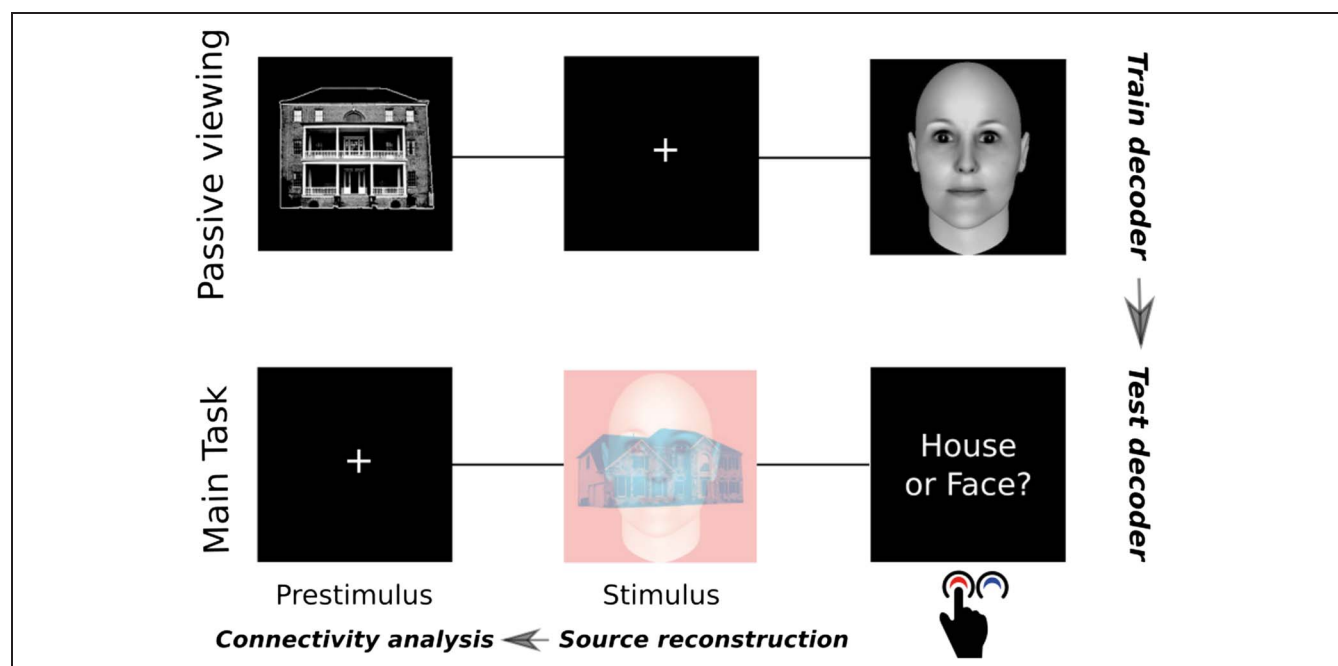 Passive viewing
+
Train decoder
Main Task
+
House
or Face?
Test decoder
Prestimulus
Stimulus
Connectivity analysis
Source reconstruction